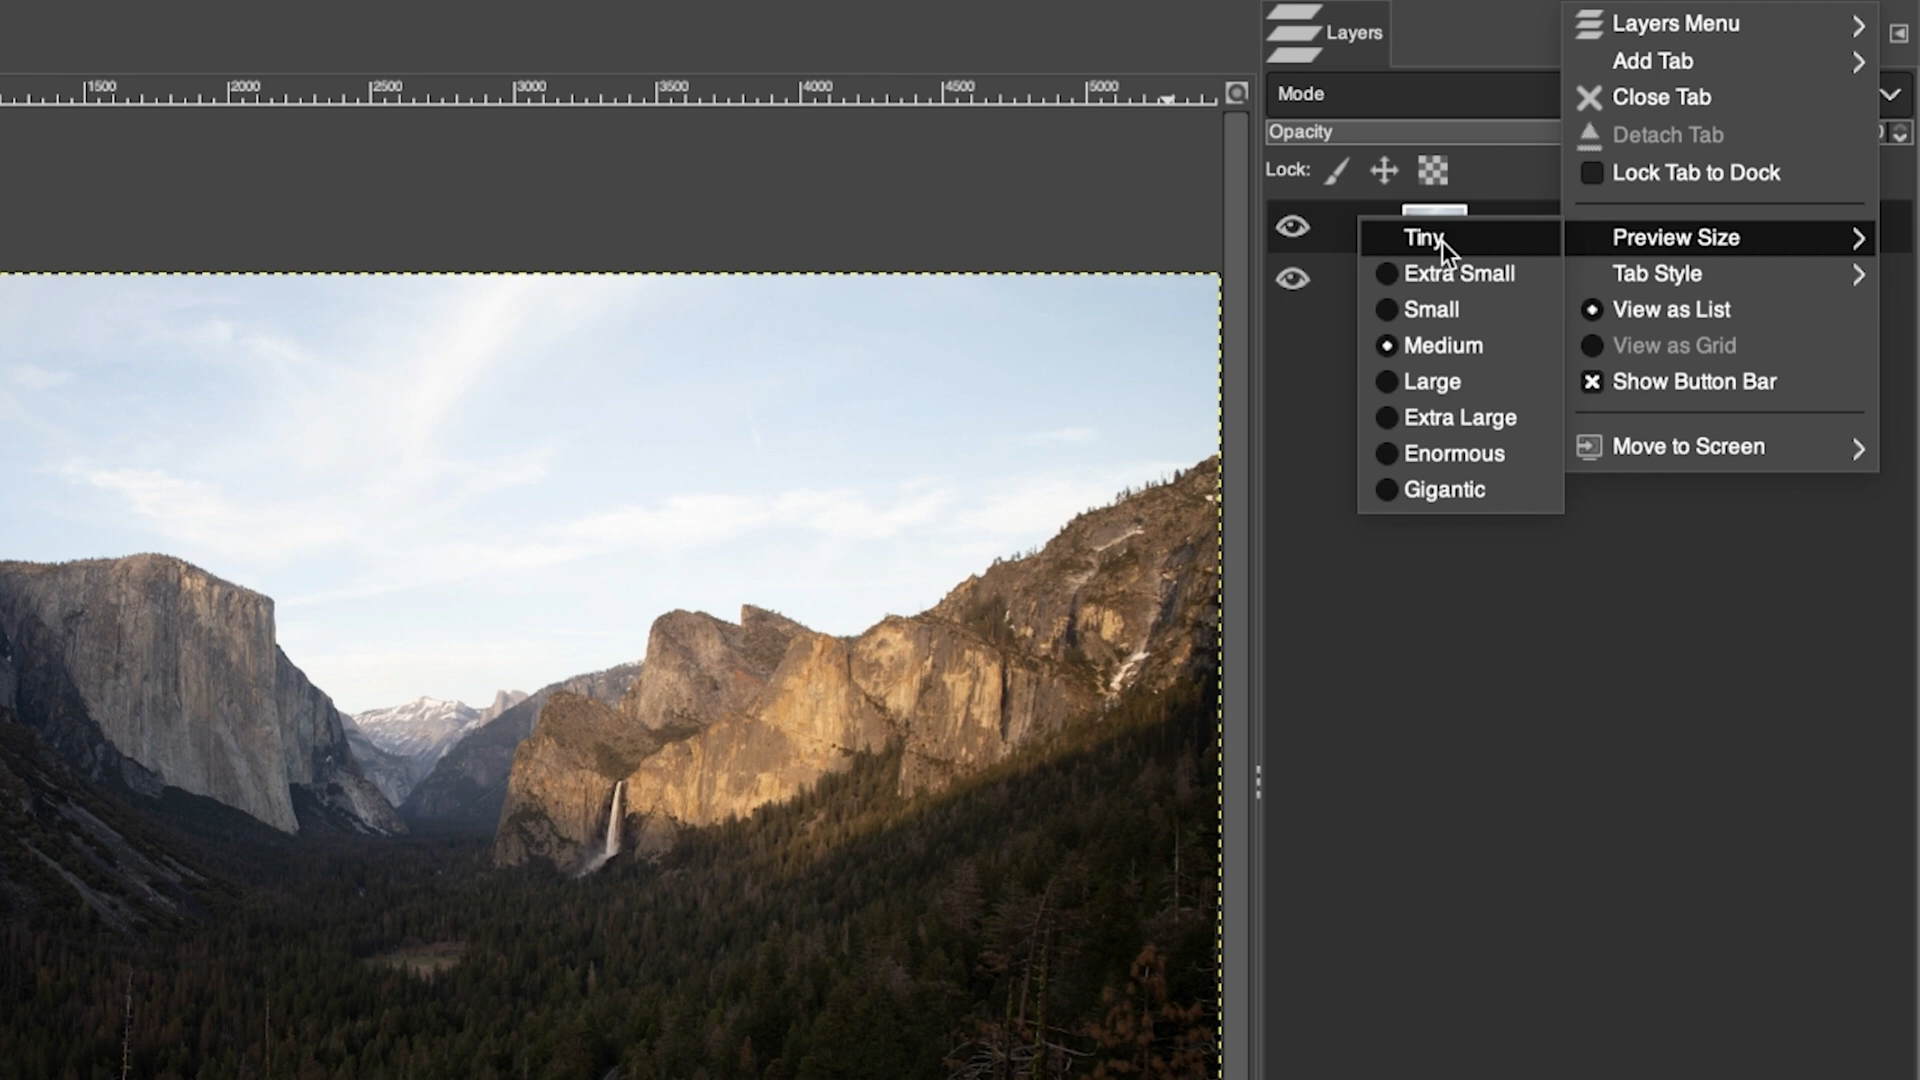 Layers
Mode
Opacity
Lock:
1500 2000 2500 3000 3500 4000 4500 5000
Layers Menu
Add Tab
Close Tab
Detach Tab
Lock Tab to Dock
Preview Size
Tab Style
View as List
View as Grid
Show Button Bar
Move to Screen
Tiny
Extra Small
Small
Medium
Large
Extra Large
Enormous
Gigantic